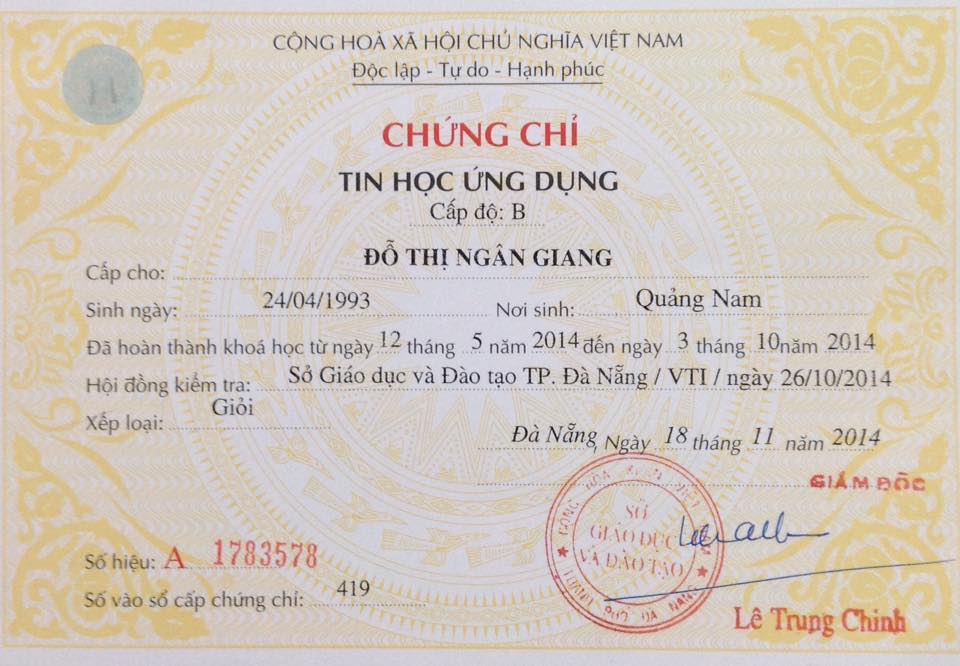 CỘNG HOÀ XÃ HỘI CHỦ NGHĨA VIỆT NAM
Độc lập - Tự do - Hạnh phúc
CHỨNG CHỈ
TIN HỌC ỨNG DỤNG
Cấp độ: B
Cấp cho: ĐỖ THỊ NGÂN GIANG
Sinh ngày: 24/04/1993 Nơi sinh: Quảng Nam
Đã hoàn thành khoá học từ ngày 12 tháng 5 năm 2014 đến ngày 3 tháng 10 năm 2014
Hội đồng kiểm tra: Sở Giáo dục và Đào tạo TP. Đà Nẵng / VTI / ngày 26/10/2014
Xếp loại: Giỏi
Đà Nẵng, Ngày 18 tháng 11 năm 2014
GIÁM ĐỐC
SỞ
GIÁO DỤC
VÀ ĐÀO TẠO
Số hiệu: A 1783578
Số vào sổ cấp chứng chỉ: 419
Lê Trung Chinh